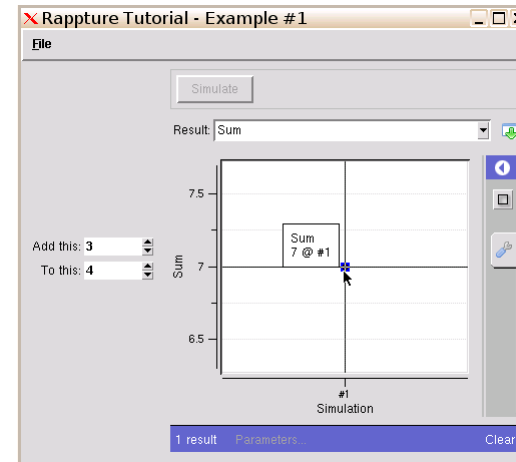 Rappture Tutorial - Example #1
File
Simulate
Result: Sum
7.5
Sum
7 @ #1
Add this: 3
To this: 4
Sum
7
6.5
#1
Simulation
1 result Parameters... Clear